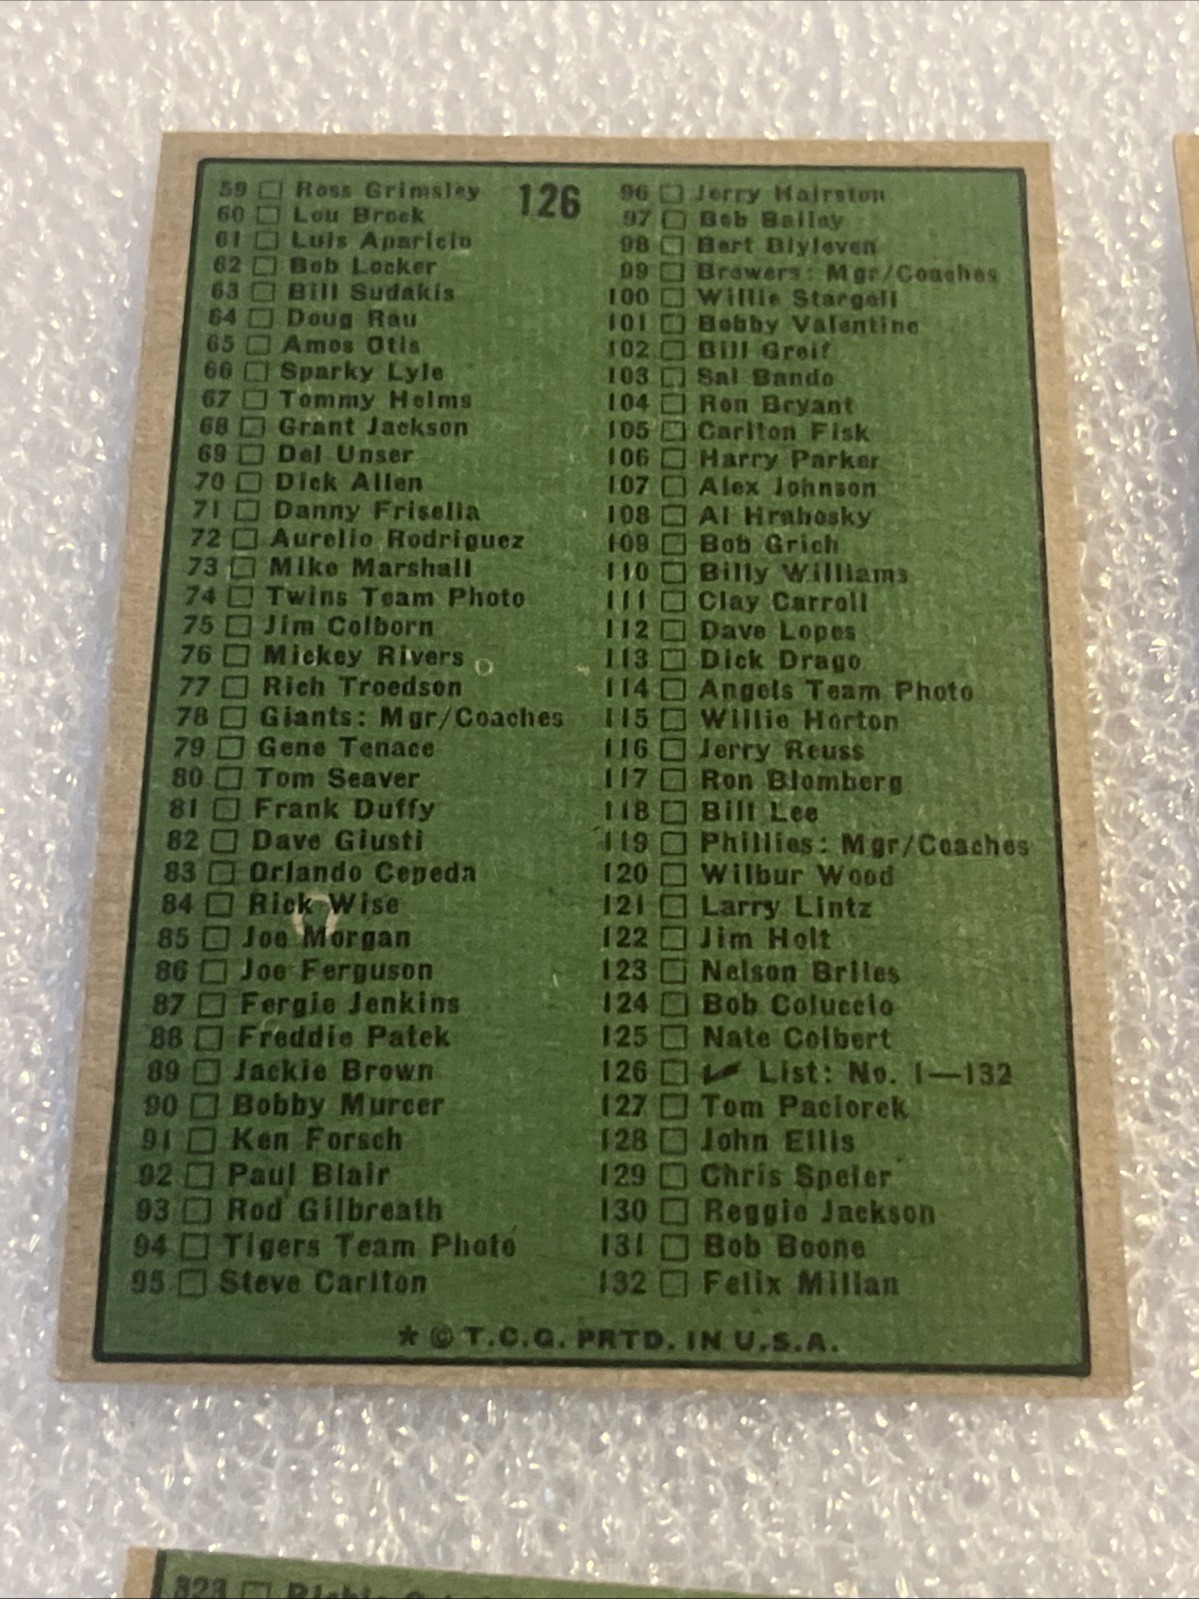 126
59 Ross Grimsley
60 Lou Brock
61 Luis Aparicio
62 Bob Locker
63 Bill Sudakis
64 Doug Rau
65 Amos Otis
66 Sparky Lyle
67 Tommy Helms
68 Grant Jackson
69 Del Unser
70 Dick Allen
71 Danny Frisella
72 Aurelio Rodriguez
73 Mike Marshall
74 Twins Team Photo
75 Jim Colborn
76 Mickey Rivers
77 Rich Troedson
78 Giants: Mgr/Coaches
79 Gene Tenace
80 Tom Seaver
81 Frank Duffy
82 Dave Giusti
83 Orlando Cepeda
84 Rick Wise
85 Joe Morgan
86 Joe Ferguson
87 Fergie Jenkins
88 Freddie Patek
89 Jackie Brown
90 Bobby Murcer
91 Ken Forsch
92 Paul Blair
93 Rod Gilbreath
94 Tigers Team Photo
95 Steve Carlton
96 Jerry Hairston
97 Bob Bailey
98 Bert Blyleven
99 Brewers: Mgr/Coaches
100 Willie Stargell
101 Bobby Valentine
102 Bill Greif
103 Sal Bando
104 Ron Bryant
105 Carlton Fisk
106 Harry Parker
107 Alex Johnson
108 Al Hrabosky
109 Bob Grich
110 Billy Williams
111 Clay Carroll
112 Dave Lopes
113 Dick Drago
114 Angels Team Photo
115 Willie Horton
116 Jerry Reuss
117 Ron Blomberg
118 Bill Lee
119 Phillies: Mgr/Coaches
120 Wilbur Wood
121 Larry Lintz
122 Jim Holt
123 Nelson Briles
124 Bob Coluccio
125 Nate Colbert
126 ✓ List: No. 1—132
127 Tom Paciorek
128 John Ellis
129 Chris Speier
130 Reggie Jackson
131 Bob Boone
132 Felix Millan
* © T.C.G. PRTD. IN U.S.A.